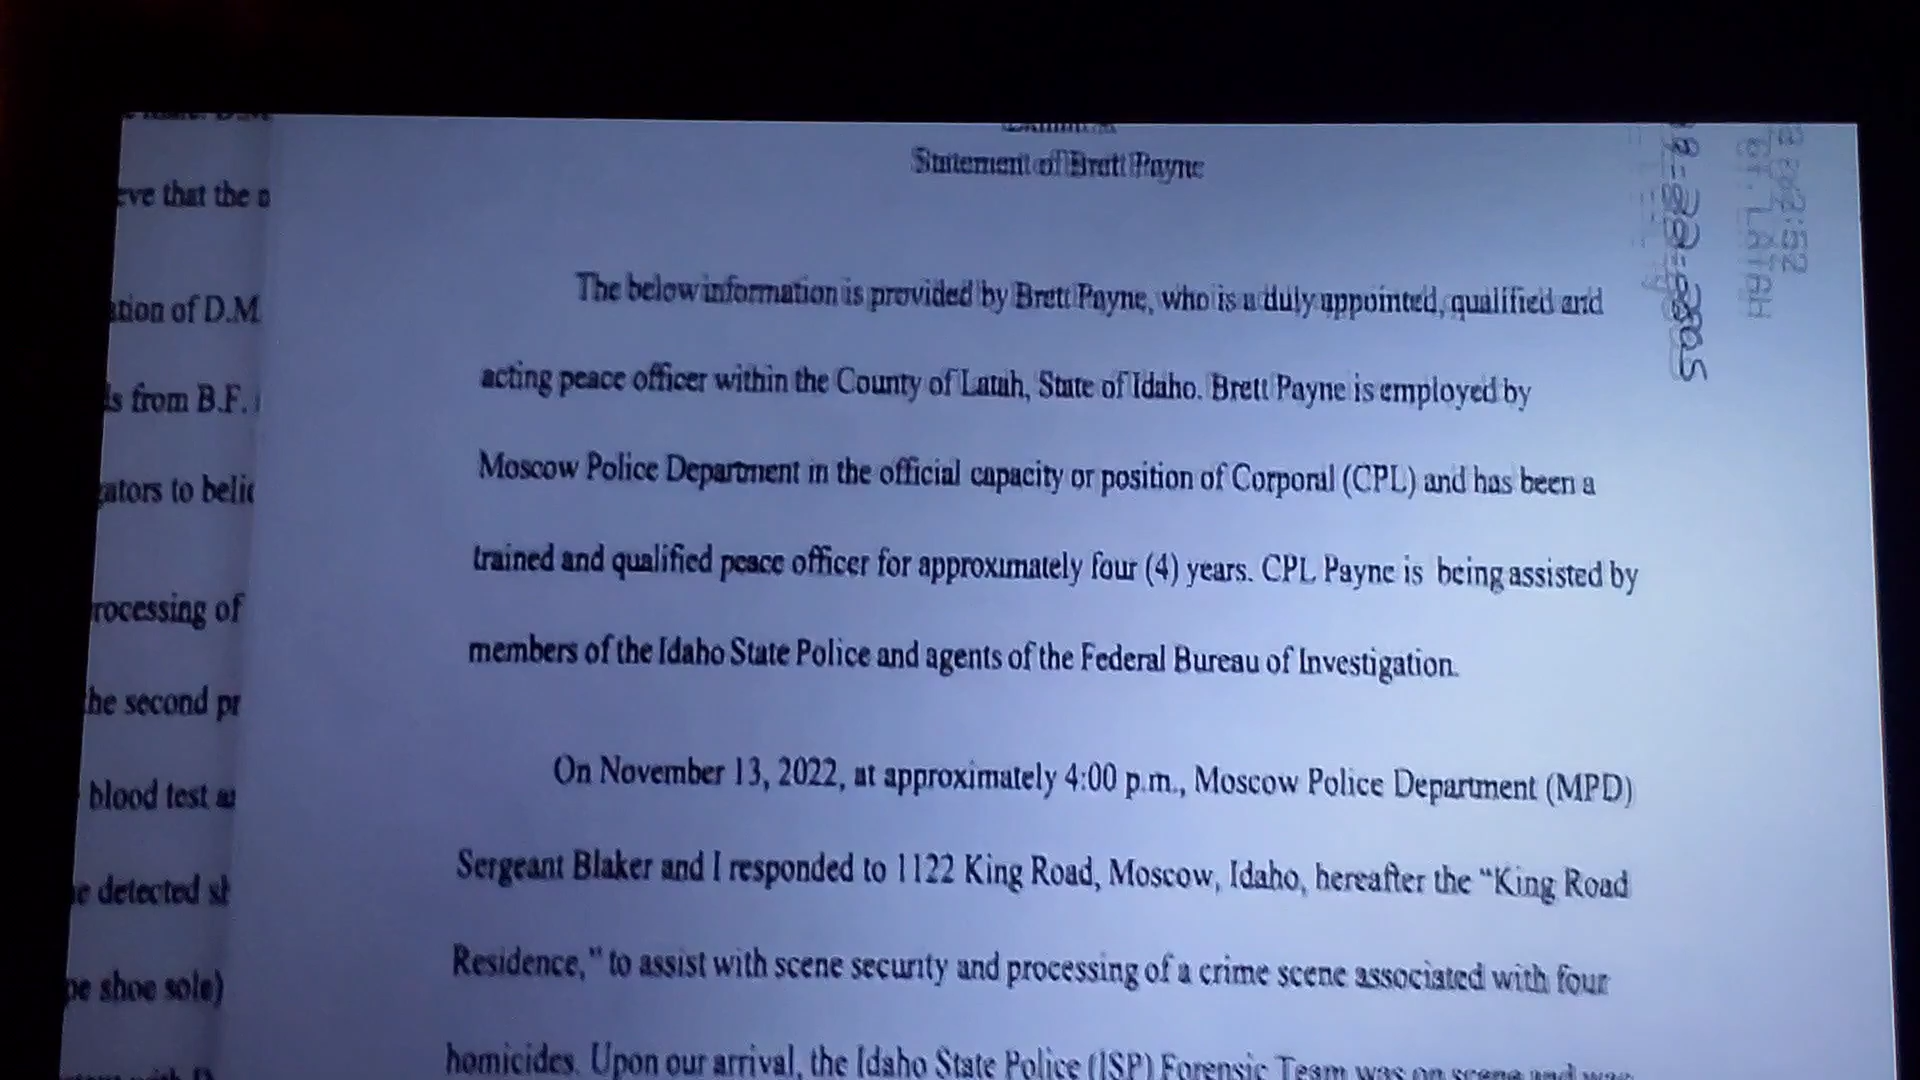 Statement of Brett Payne
The below information is provided by Brett Payne, who is a duly appointed, qualified and
acting peace officer within the County of Latah, State of Idaho. Brett Payne is employed by
Moscow Police Department in the official capacity or position of Corporal (CPL) and has been a
trained and qualified peace officer for approximately four (4) years. CPL Payne is being assisted by
members of the Idaho State Police and agents of the Federal Bureau of Investigation.
On November 13, 2022, at approximately 4:00 p.m., Moscow Police Department (MPD)
Sergeant Blaker and I responded to 1122 King Road, Moscow, Idaho, hereafter the “King Road
Residence,” to assist with scene security and processing of a crime scene associated with four
homicides. Upon our arrival, the Idaho State Police (ISP) Forensic Team was on scene and was
eve that the
ation of D.M
s from B.F.
gators to belie
rocessing of
he second pr
blood test
detected sh
pe shoe sole)
LATAH